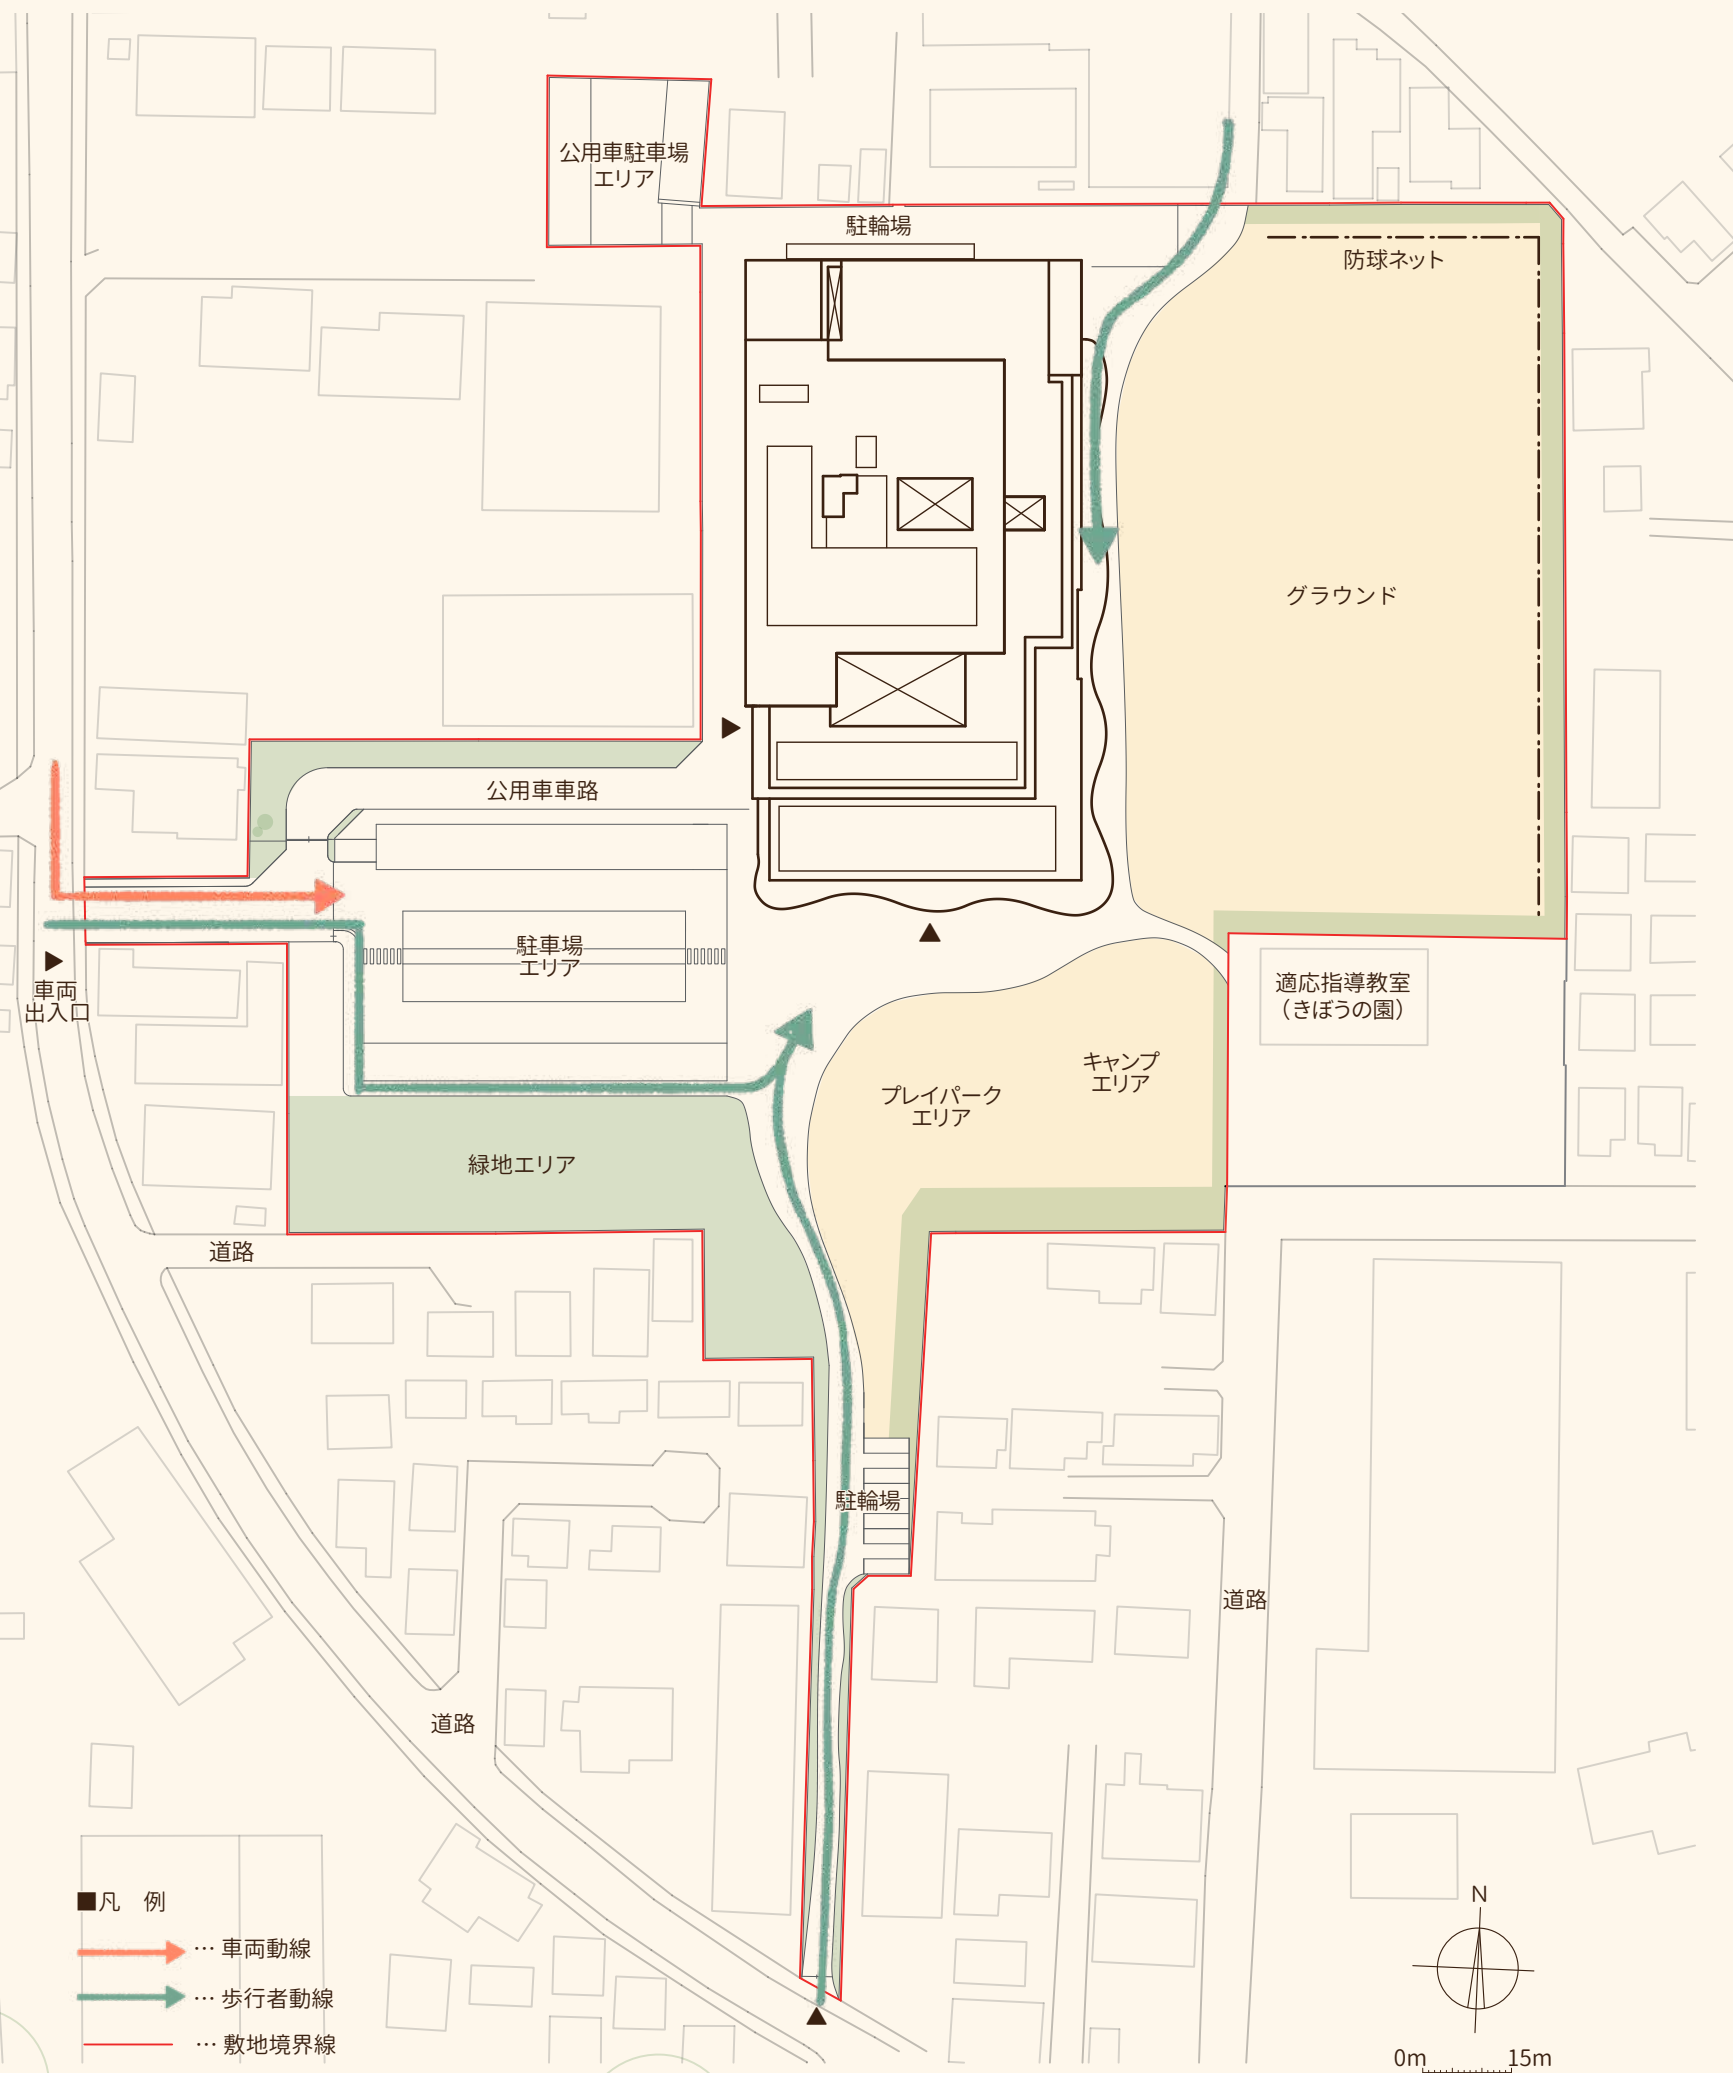 公用車駐車場
エリア
駐輪場
防球ネット
グラウンド
公用車車路
駐車場
エリア
車両
出入口
適応指導教室
（きぼうの園）
キャンプ
エリア
プレイパーク
エリア
緑地エリア
道路
駐輪場
道路
道路
■凡　例
… 車両動線
… 歩行者動線
… 敷地境界線
N
0m 15m